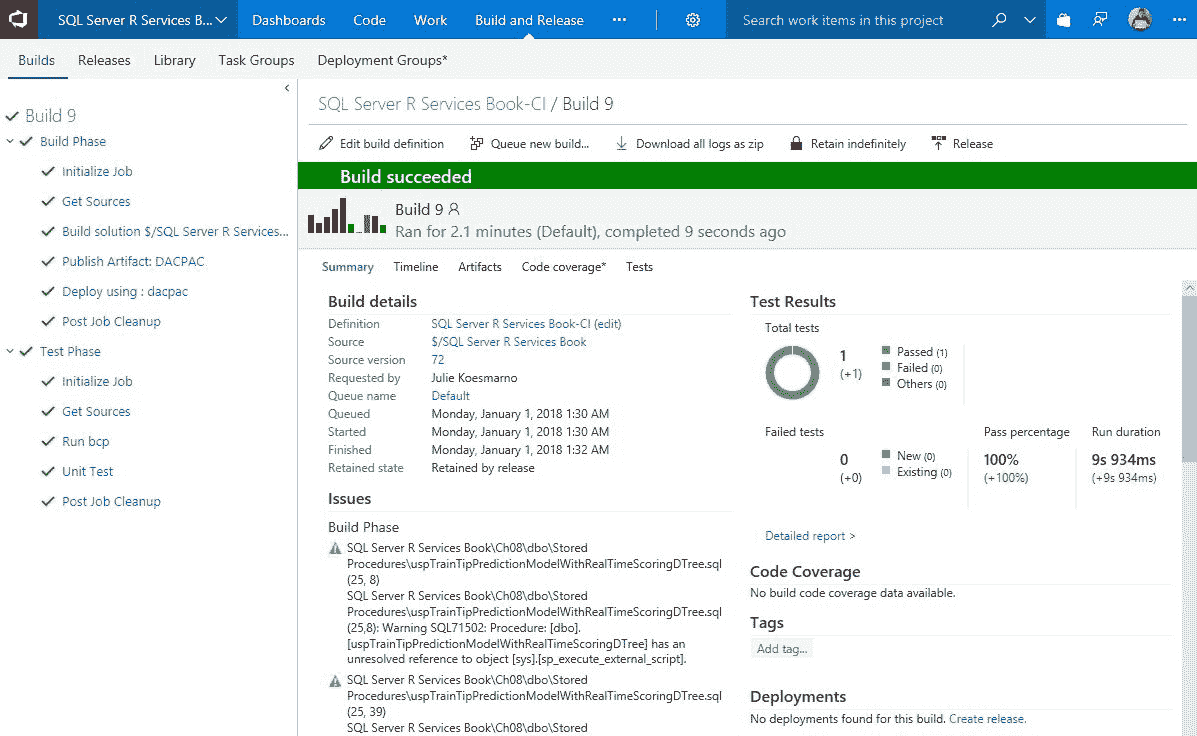 SQL Server R Services B...
Dashboards
Code
Work
Build and Release
···
Search work items in this project
···
Builds
Releases
Library
Task Groups
Deployment Groups*
Build 9
Build Phase
Initialize Job
Get Sources
Build solution $/SQL Server R Services...
Publish Artifact: DACPAC
Deploy using : dacpac
Post Job Cleanup
Test Phase
Initialize Job
Get Sources
Run bcp
Unit Test
Post Job Cleanup
SQL Server R Services Book-CI / Build 9
Edit build definition
Queue new build...
Download all logs as zip
Retain indefinitely
Release
Build succeeded
Build 9
Ran for 2.1 minutes (Default), completed 9 seconds ago
Summary
Timeline
Artifacts
Code coverage*
Tests
Build details
Definition SQL Server R Services Book-CI (edit)
Source $/SQL Server R Services Book
Source version 72
Requested by Julie Koesmarno
Queue name Default
Queued Monday, January 1, 2018 1:30 AM
Started Monday, January 1, 2018 1:30 AM
Finished Monday, January 1, 2018 1:32 AM
Retained state Retained by release
Issues
Build Phase
SQL Server R Services Book\Ch08\dbo\Stored
Procedures\uspTrainTipPredictionModelWithRealTimeScoringDTree.sql
(25, 8)
SQL Server R Services Book\Ch08\dbo\Stored
Procedures\uspTrainTipPredictionModelWithRealTimeScoringDTree.sql
(25,8): Warning SQL71502: Procedure: [dbo].
[uspTrainTipPredictionModelWithRealTimeScoringDTree] has an
unresolved reference to object [sys].[sp_execute_external_script].
SQL Server R Services Book\Ch08\dbo\Stored
Procedures\uspTrainTipPredictionModelWithRealTimeScoringDTree.sql
(25, 39)
SQL Server R Services Book\Ch08\dbo\Stored
Test Results
Total tests
1
(+1)
Passed (1)
Failed (0)
Others (0)
Failed tests
0
(+0)
New (0)
Existing (0)
Pass percentage
100%
(+100%)
Run duration
9s 934ms
(+9s 934ms)
Detailed report >
Code Coverage
No build code coverage data available.
Tags
Add tag...
Deployments
No deployments found for this build. Create release.